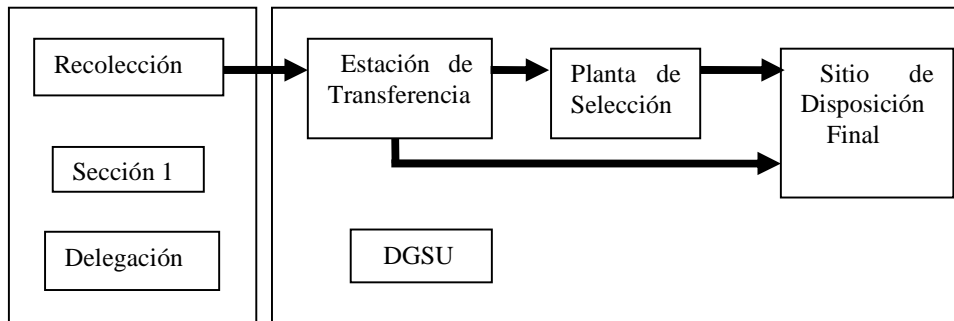 Recolección
Estación de
Transferencia
Planta de
Selección
Sitio de
Disposición
Final
Sección 1
Delegación
DGSU